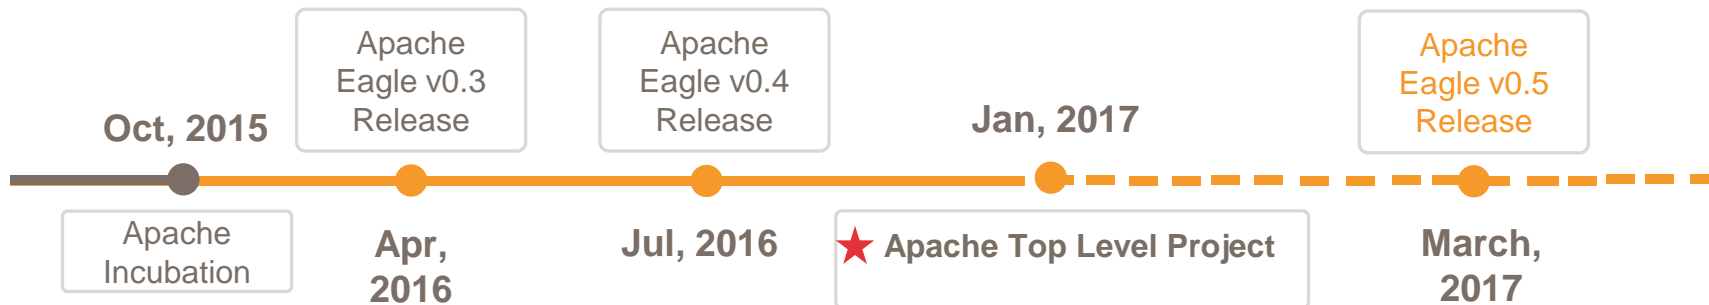 Oct, 2015
Apache
Incubation
Apache
Eagle v0.3
Release
Apr,
2016
Apache
Eagle v0.4
Release
Jul, 2016
Jan, 2017
Apache Top Level Project
Apache
Eagle v0.5
Release
March,
2017